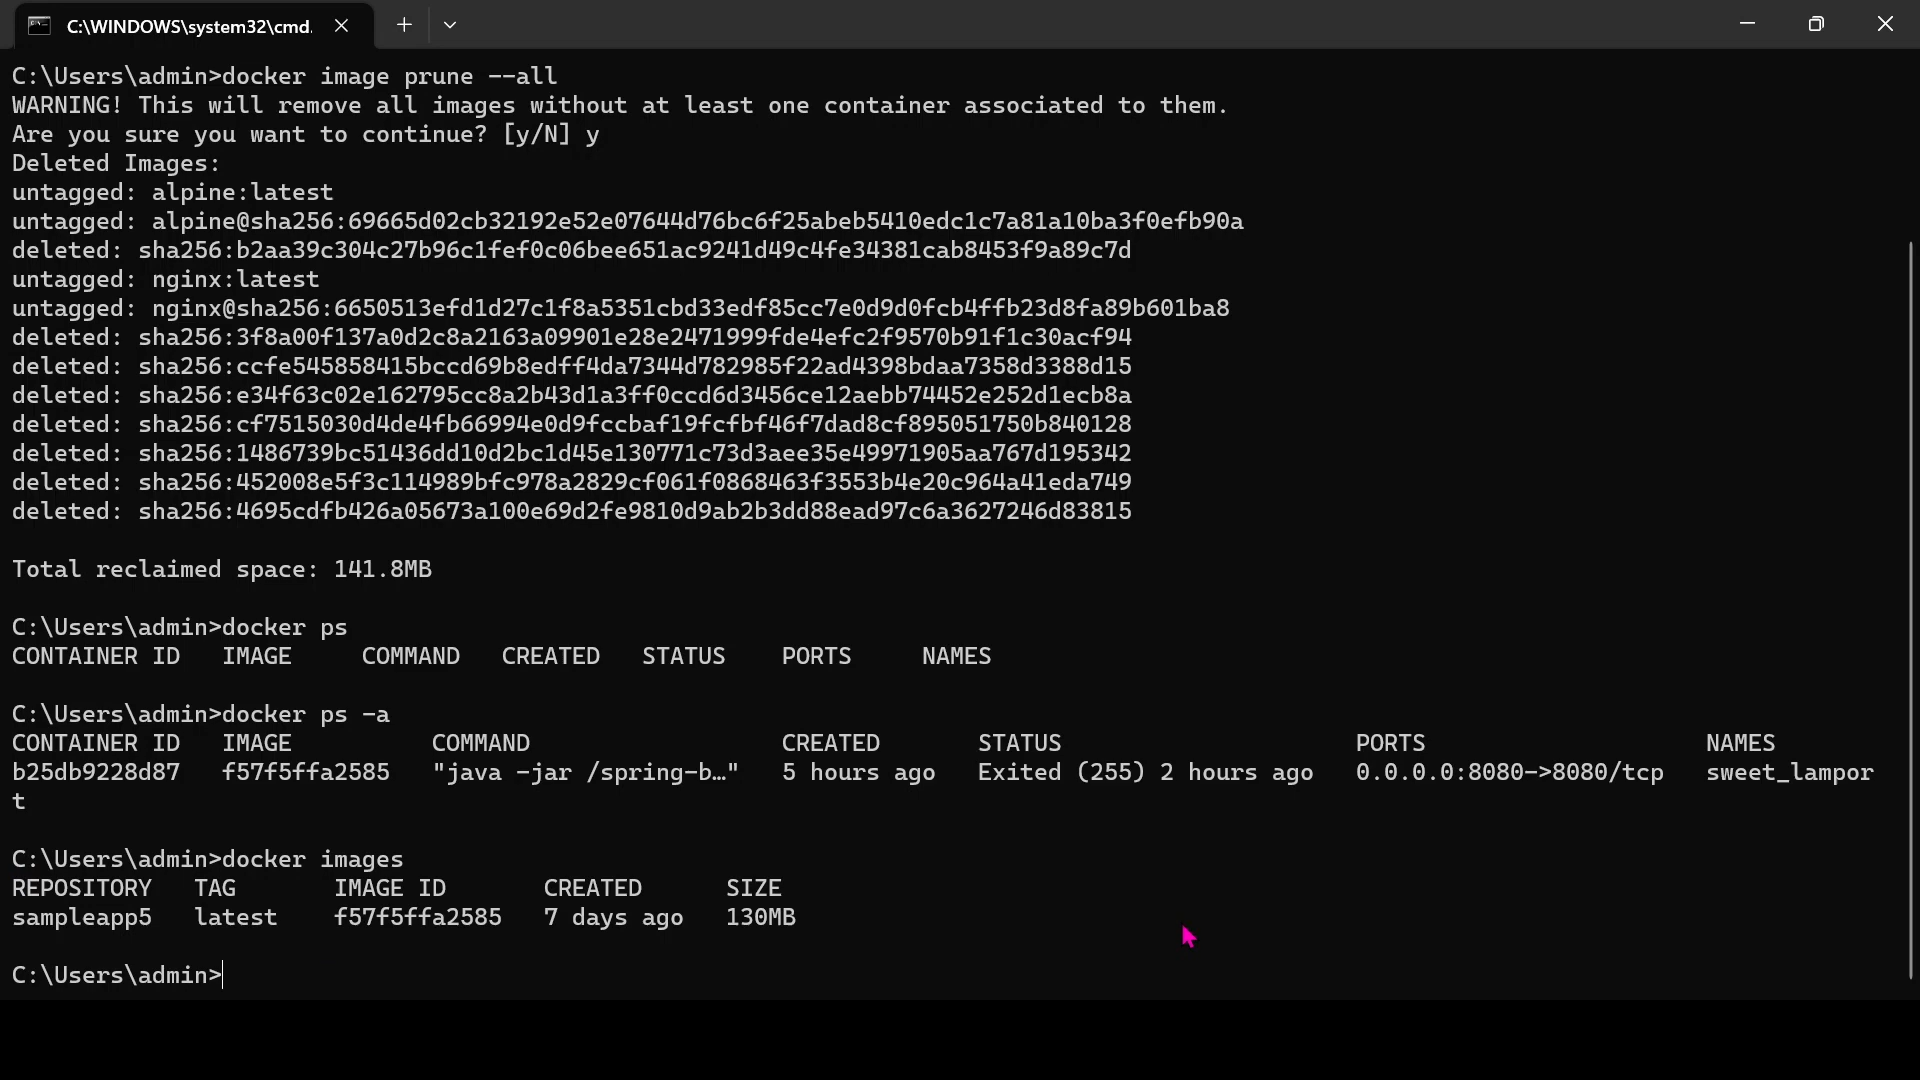 C:\WINDOWS\system32\cmd.
C:\Users\admin>docker image prune --all
WARNING! This will remove all images without at least one container associated to them.
Are you sure you want to continue? [y/N] y
Deleted Images:
untagged: alpine:latest
untagged: alpine@sha256:69665d02cb32192e52e07644d76bc6f25abeb5410edc1c7a81a10ba3f0efb90a
deleted: sha256:b2aa39c304c27b96c1fef0c06bee651ac9241d49c4fe34381cab8453f9a89c7d
untagged: nginx:latest
untagged: nginx@sha256:6650513efd1d27c1f8a5351cbd33edf85cc7e0d9d0fcb4ffb23d8fa89b601ba8
deleted: sha256:3f8a00f137a0d2c8a2163a09901e28e2471999fde4efc2f9570b91f1c30acf94
deleted: sha256:ccfe545858415bccd69b8edff4da7344d782985f22ad4398bdaa7358d3388d15
deleted: sha256:e34f63c02e162795cc8a2b43d1a3ff0ccd6d3456ce12aebb74452e252d1ecb8a
deleted: sha256:cf7515030d4de4fb66994e0d9fccbaf19fcfbf46f7dad8cf895051750b840128
deleted: sha256:1486739bc51436dd10d2bc1d45e130771c73d3aee35e49971905aa767d195342
deleted: sha256:452008e5f3c114989bfc978a2829cf061f0868463f3553b4e20c964a41eda749
deleted: sha256:4695cdfb426a05673a100e69d2fe9810d9ab2b3dd88ead97c6a3627246d83815
Total reclaimed space: 141.8MB
C:\Users\admin>docker ps
CONTAINER ID   IMAGE     COMMAND   CREATED   STATUS    PORTS     NAMES
C:\Users\admin>docker ps -a
CONTAINER ID   IMAGE          COMMAND                  CREATED       STATUS                     PORTS                    NAMES
b25db9228d87   f57f5ffa2585   "java -jar /spring-b…"   5 hours ago   Exited (255) 2 hours ago   0.0.0.0:8080->8080/tcp   sweet_lampor
t
C:\Users\admin>docker images
REPOSITORY   TAG       IMAGE ID       CREATED      SIZE
sampleapp5   latest    f57f5ffa2585   7 days ago   130MB
C:\Users\admin>